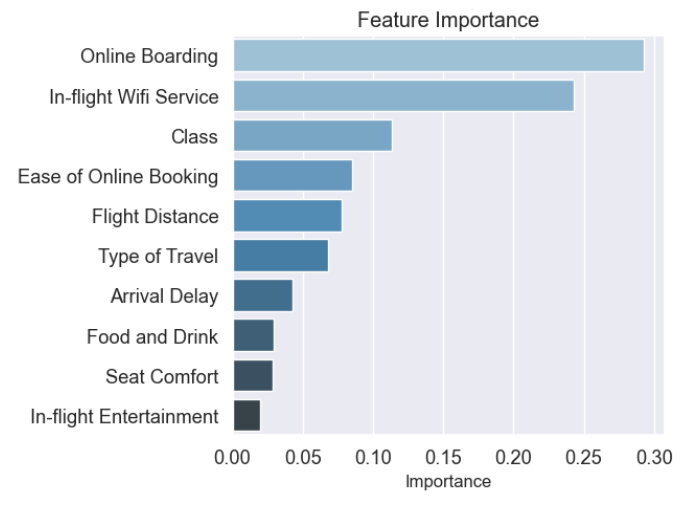 Feature Importance
Online Boarding
In-flight Wifi Service
Class
Ease of Online Booking
Flight Distance
Type of Travel
Arrival Delay
Food and Drink
Seat Comfort
In-flight Entertainment
0.00 0.05 0.10 0.15 0.20 0.25 0.30
Importance